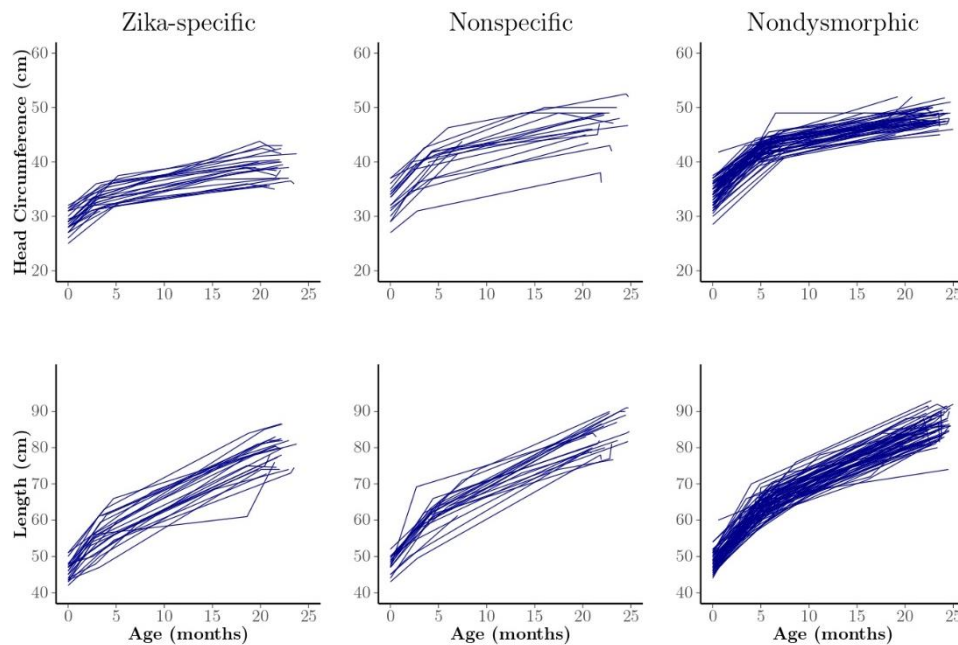 Zika-specific Nonspecific Nondysmorphic
Head Circumference (cm)
60 60 60
50 50 50
40 40 40
30 30 30
20 20 20
0 5 10 15 20 25 0 5 10 15 20 25 0 5 10 15 20 25
Length (cm)
90 90 90
80 80 80
70 70 70
60 60 60
50 50 50
40 40 40
0 5 10 15 20 25 0 5 10 15 20 25 0 5 10 15 20 25
Age (months) Age (months) Age (months)